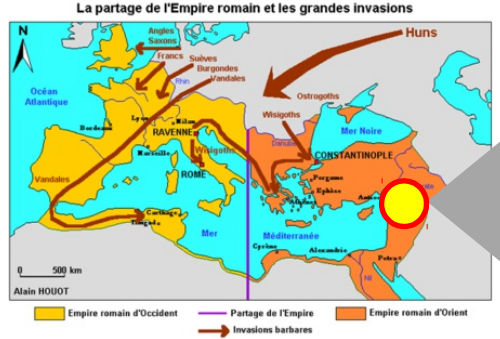 La partage de l'Empire romain et les grandes invasions
N
Angles
Saxons
Francs
Suèves
Burgondes
Vandales
Huns
Océan
Atlantique
Rhin
Ostrogoths
Wisigoths
Bordeaux
Lyon
Milan
RAVENNE
Mer Noire
Danube
Marseille
Wisigoths
CONSTANTINOPLE
ROME
Pergame
Ephèse
Athènes
Vandales
Carthage
Timgad
Mer
Méditerranée
Cyrène
Alexandrie
Petra
Nil
0 500 km
Alain HOUOT
Empire romain d'Occident
Partage de l'Empire
Empire romain d'Orient
Invasions barbares